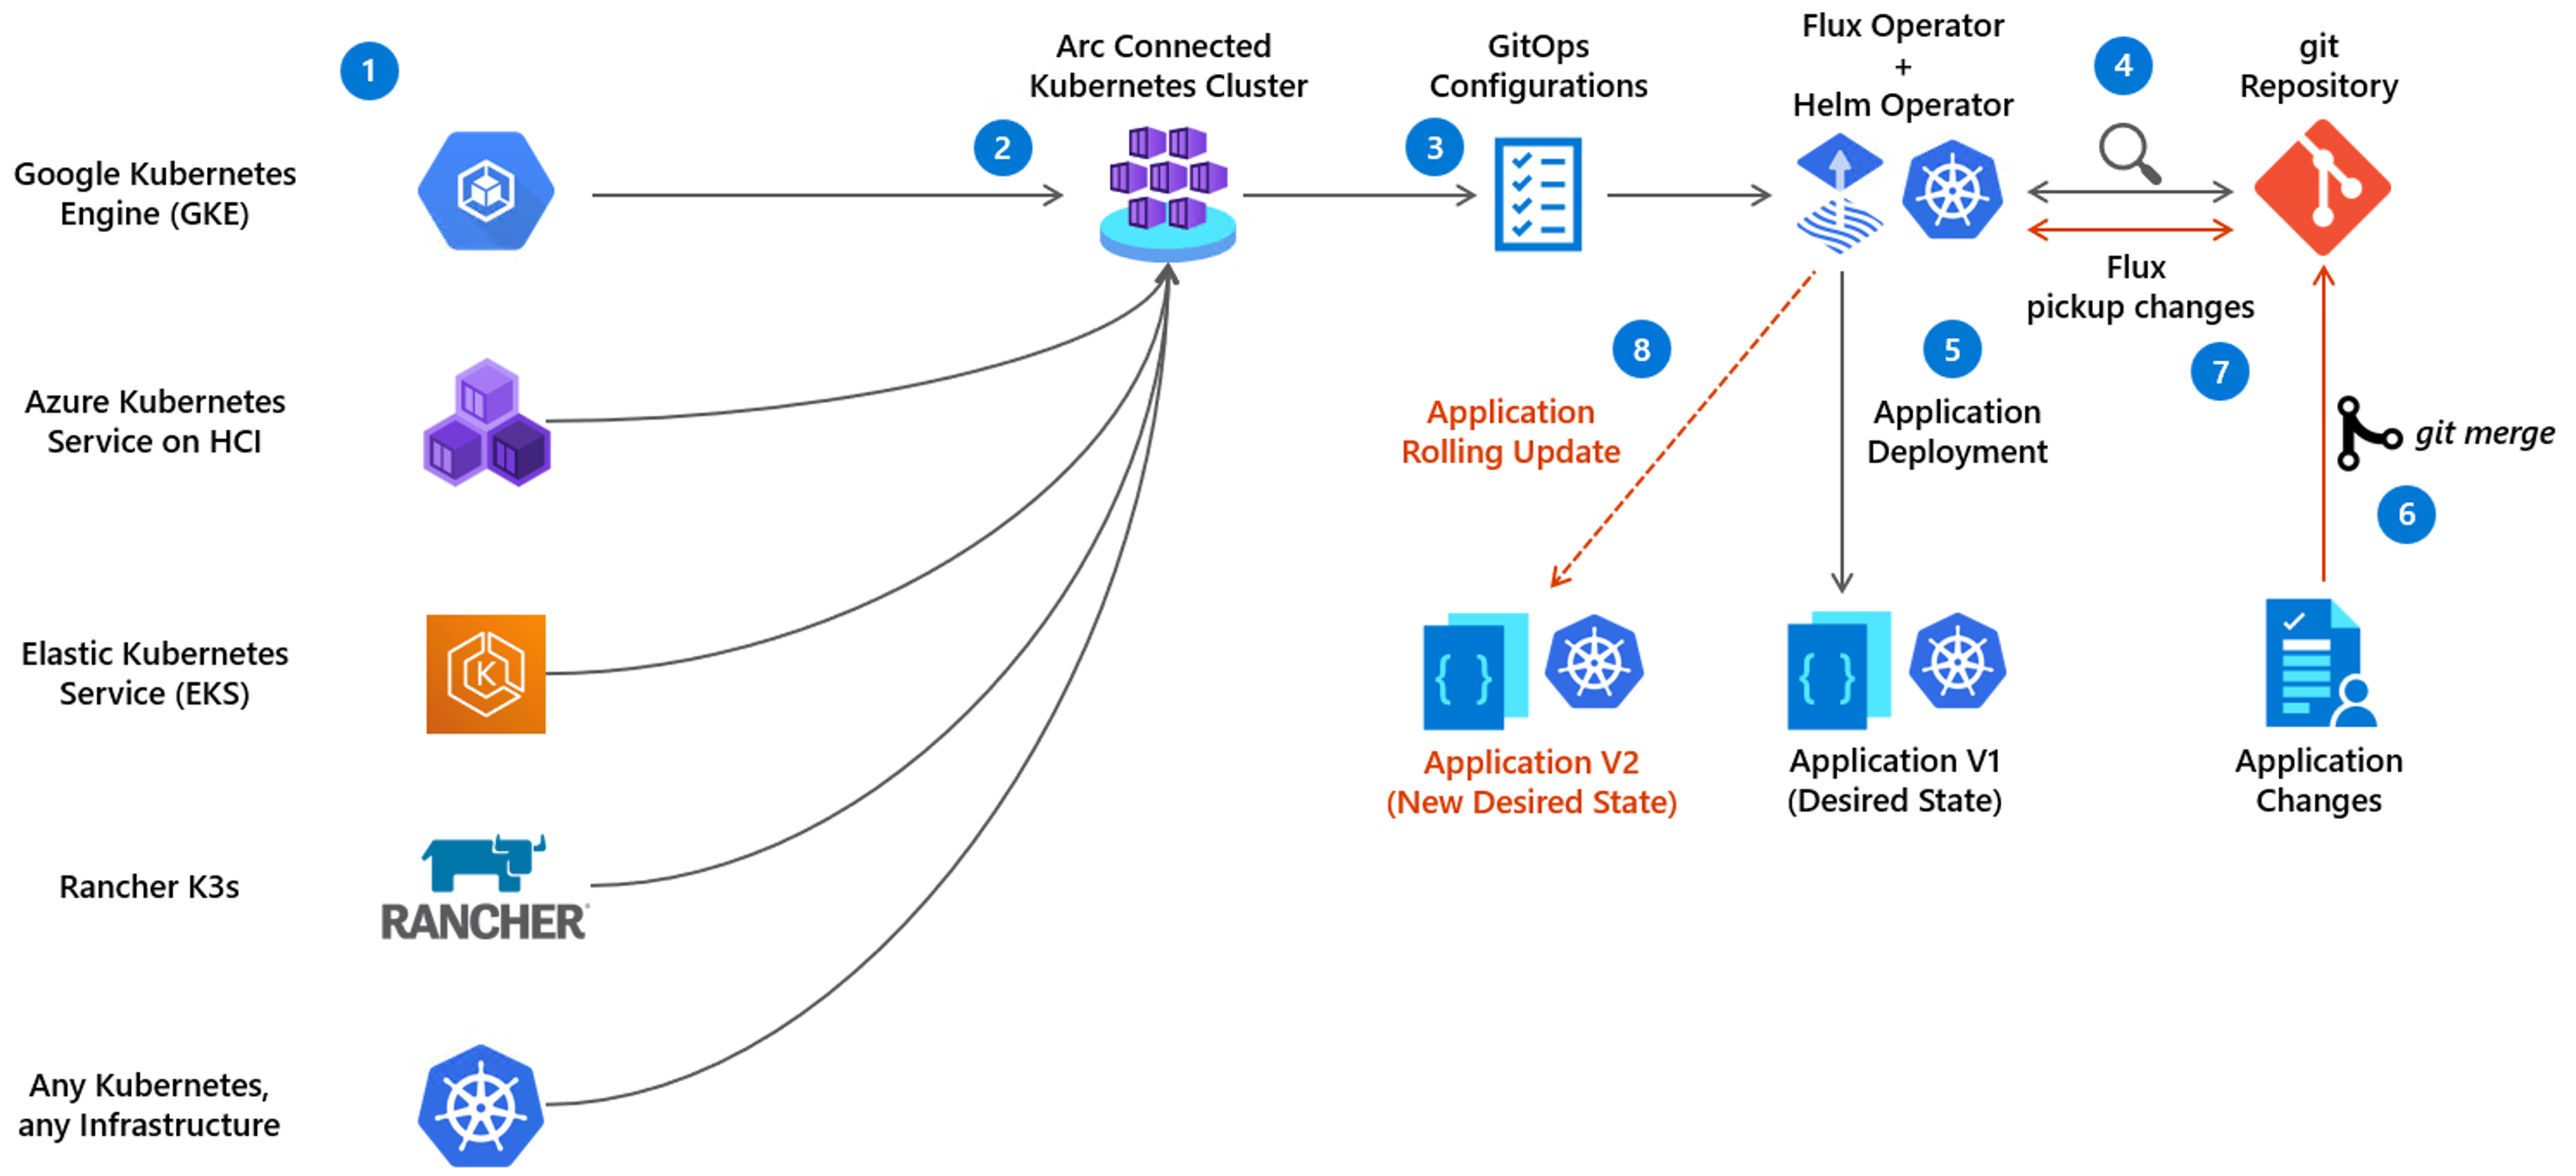 1
Arc Connected
Kubernetes Cluster
GitOps
Configurations
Flux Operator
+
Helm Operator
4
git
Repository
Google Kubernetes
Engine (GKE)
2
3
Flux
pickup changes
Azure Kubernetes
Service on HCI
8
5
7
Application
Rolling Update
Application
Deployment
git merge
6
Elastic Kubernetes
Service (EKS)
K
{ }
{ }
Application V2
(New Desired State)
Application V1
(Desired State)
Application
Changes
Rancher K3s
RANCHER
Any Kubernetes,
any Infrastructure